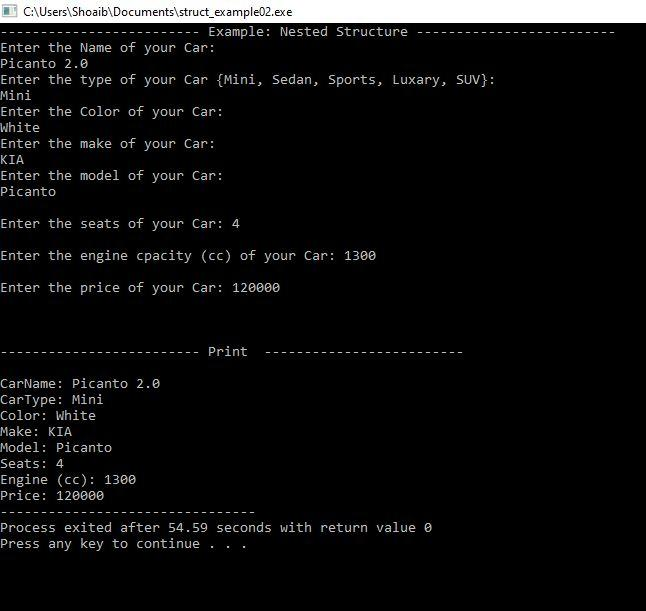 C:\Users\Shoaib\Documents\struct_example02.exe
------------------------- Example: Nested Structure -------------------------
Enter the Name of your Car:
Picanto 2.0
Enter the type of your Car {Mini, Sedan, Sports, Luxary, SUV}:
Mini
Enter the Color of your Car:
White
Enter the make of your Car:
KIA
Enter the model of your Car:
Picanto
Enter the seats of your Car: 4
Enter the engine cpacity (cc) of your Car: 1300
Enter the price of your Car: 120000
------------------------- Print  -------------------------
CarName: Picanto 2.0
CarType: Mini
Color: White
Make: KIA
Model: Picanto
Seats: 4
Engine (cc): 1300
Price: 120000
--------------------------------
Process exited after 54.59 seconds with return value 0
Press any key to continue . . .